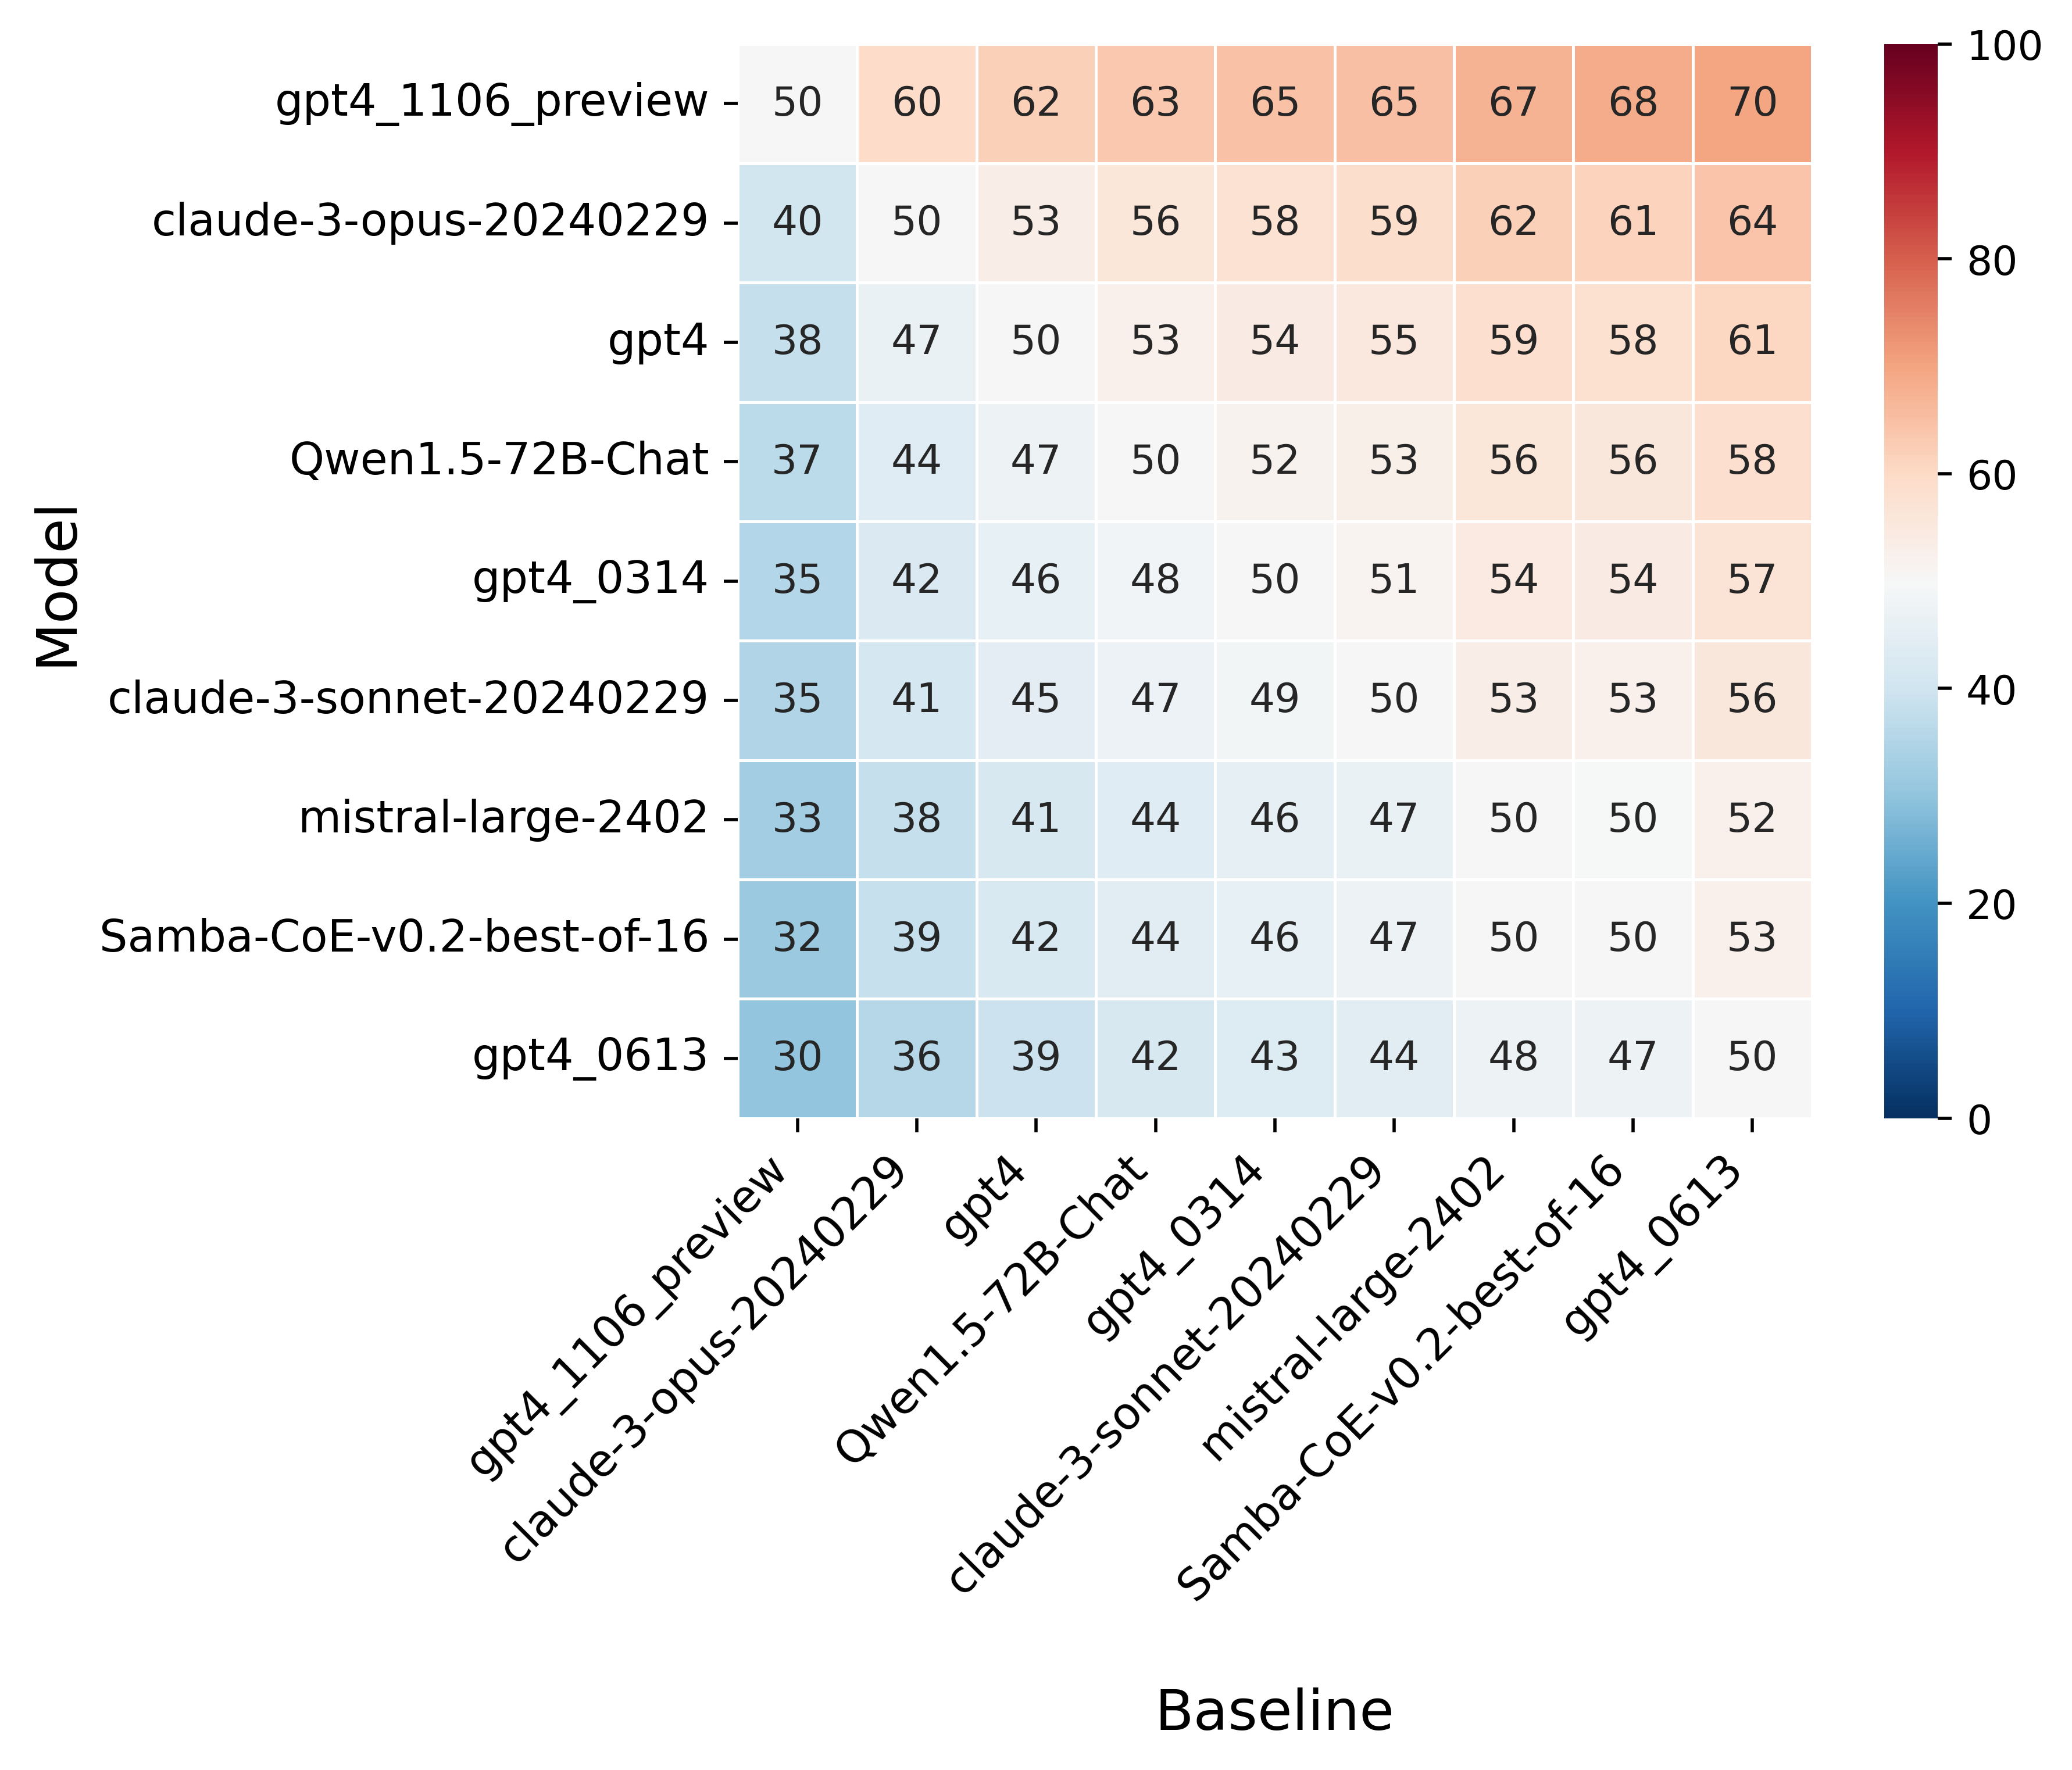 gpt4_1106_preview 50 60 62 63 65 65 67 68 70
claude-3-opus-20240229 40 50 53 56 58 59 62 61 64
gpt4 38 47 50 53 54 55 59 58 61
Qwen1.5-72B-Chat 37 44 47 50 52 53 56 56 58
gpt4_0314 35 42 46 48 50 51 54 54 57
claude-3-sonnet-20240229 35 41 45 47 49 50 53 53 56
mistral-large-2402 33 38 41 44 46 47 50 50 52
Samba-CoE-v0.2-best-of-16 32 39 42 44 46 47 50 50 53
gpt4_0613 30 36 39 42 43 44 48 47 50
Model
100
80
60
40
20
0
gpt4_1106_preview
claude-3-opus-20240229
gpt4
Qwen1.5-72B-Chat
gpt4_0314
claude-3-sonnet-20240229
mistral-large-2402
Samba-CoE-v0.2-best-of-16
gpt4_0613
Baseline